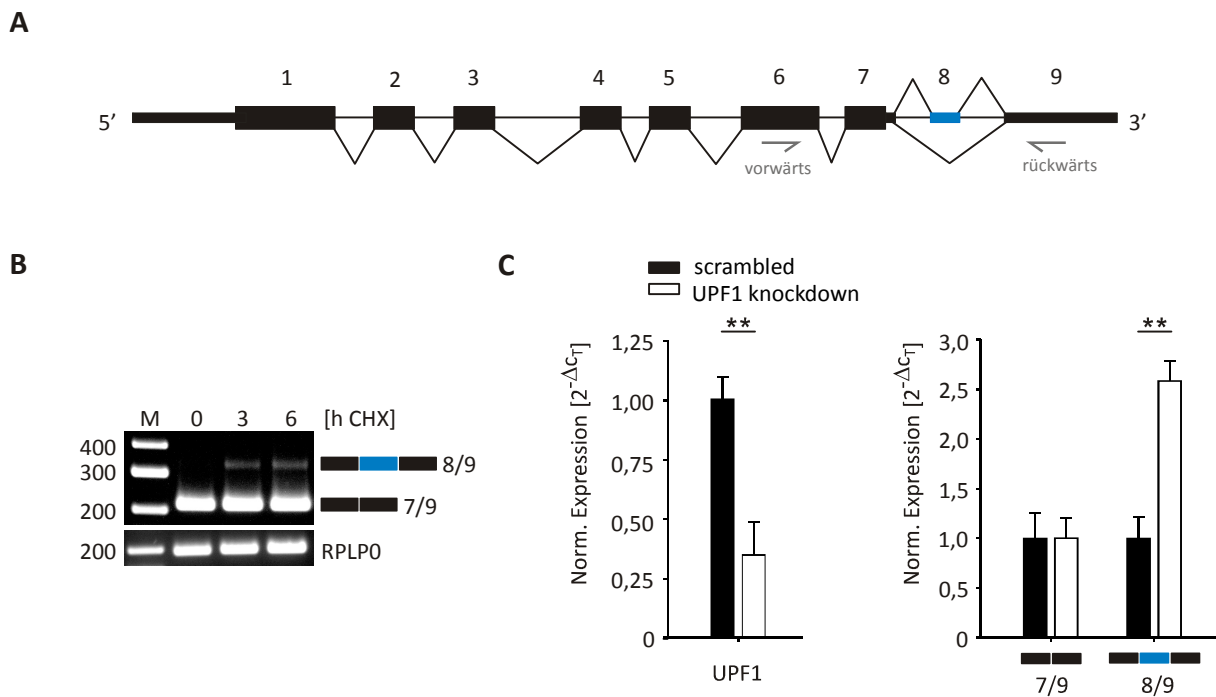 A
1 2 3 4 5 6 7 8 9
5’ 3’
vorwärts rückwärts
B
M 0 3 6 [h CHX]
400
300
200
8/9
7/9
200 RPLP0
C
scrambled
UPF1 knockdown
Norm. Expression [2^-ΔcT]
1,25
1,00
0,75
0,50
0,25
0
**
UPF1
Norm. Expression [2^-ΔcT]
3,0
2,5
2,0
1,5
1,0
0,5
0
**
7/9 8/9